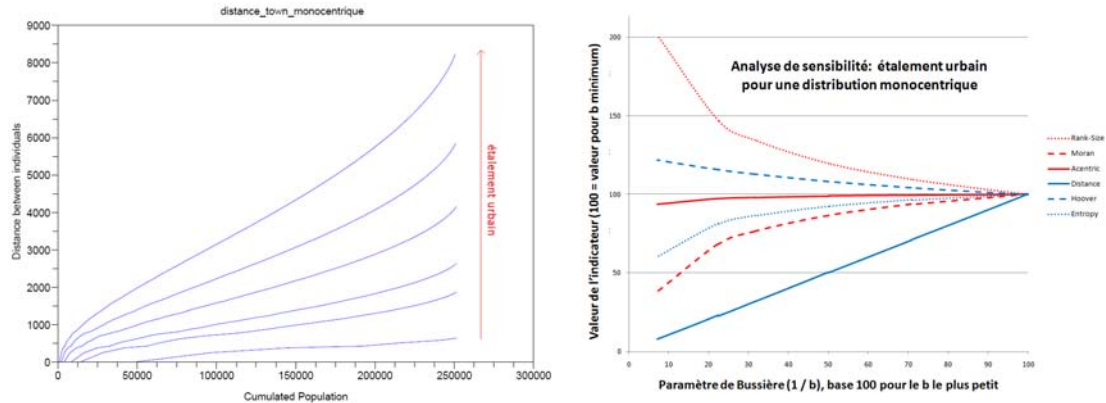 distance_town_monocentrique
9000
8000
7000
6000
5000
4000
3000
2000
1000
0
Distance between individuals
étalement urbain
0
50000
100000
150000
200000
250000
300000
Cumulated Population
Valeur de l'indicateur (100 = valeur pour b minimum)
200
150
100
50
0
Analyse de sensibilité: étalement urbain
pour une distribution monocentrique
Rank-Size
Moran
Acentric
Distance
Hoover
Entropy
0
10
20
30
40
50
60
70
80
90
100
Paramètre de Bussière (1 / b), base 100 pour le b le plus petit